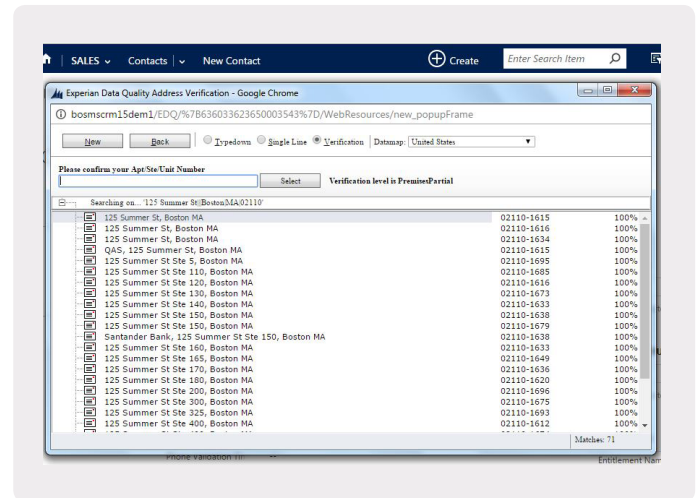 SALES Contacts New Contact Create Enter Search Item
Experian Data Quality Address Verification - Google Chrome
bosmscrm15dem1/EDQ/%7B636033623650003543%7D/WebResources/new_popupFrame
New Back Typedown Single Line Verification Datamap: United States
Please confirm your Apt/Ste/Unit Number
Select Verification level is PremisesPartial
Searching on... '125 Summer St|Boston|MA|02110'
125 Summer St, Boston MA 02110-1615 100%
125 Summer St, Boston MA 02110-1616 100%
125 Summer St, Boston MA 02110-1634 100%
QAS, 125 Summer St, Boston MA 02110-1615 100%
125 Summer St Ste 5, Boston MA 02110-1695 100%
125 Summer St Ste 110, Boston MA 02110-1685 100%
125 Summer St Ste 120, Boston MA 02110-1616 100%
125 Summer St Ste 130, Boston MA 02110-1673 100%
125 Summer St Ste 140, Boston MA 02110-1633 100%
125 Summer St Ste 150, Boston MA 02110-1638 100%
125 Summer St Ste 150, Boston MA 02110-1679 100%
Santander Bank, 125 Summer St Ste 150, Boston MA 02110-1638 100%
125 Summer St Ste 160, Boston MA 02110-1633 100%
125 Summer St Ste 165, Boston MA 02110-1649 100%
125 Summer St Ste 170, Boston MA 02110-1636 100%
125 Summer St Ste 180, Boston MA 02110-1620 100%
125 Summer St Ste 200, Boston MA 02110-1696 100%
125 Summer St Ste 300, Boston MA 02110-1675 100%
125 Summer St Ste 325, Boston MA 02110-1693 100%
125 Summer St Ste 400, Boston MA 02110-1612 100%
Matches: 71
Phone Validation
Entitlement Nam